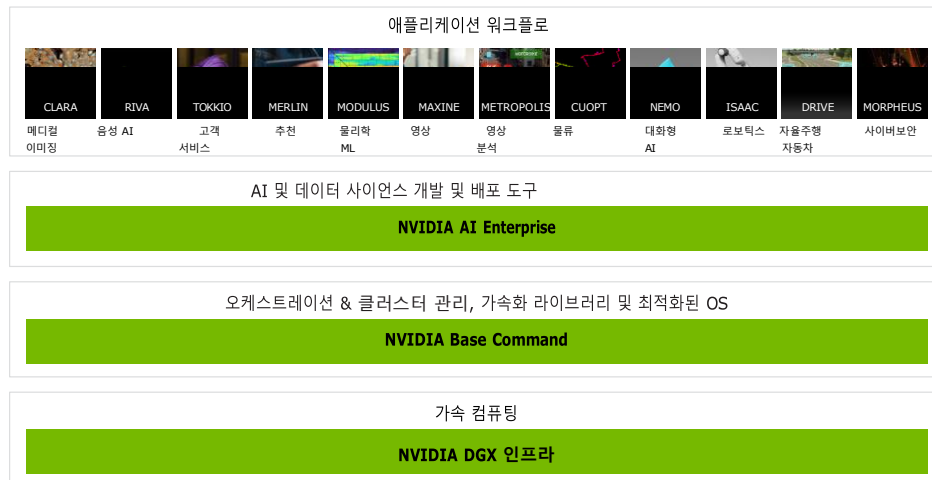 애플리케이션 워크플로
CLARA RIVA TOKKIO MERLIN MODULUS MAXINE METROPOLIS CUOPT NEMO ISAAC DRIVE MORPHEUS
메디컬 음성 AI 고객 추천 물리학 영상 영상 물류 대화형 로보틱스 자율주행 사이버보안
이미징 서비스 ML 분석 AI 자동차
AI 및 데이터 사이언스 개발 및 배포 도구
NVIDIA AI Enterprise
오케스트레이션 & 클러스터 관리, 가속화 라이브러리 및 최적화된 OS
NVIDIA Base Command
가속 컴퓨팅
NVIDIA DGX 인프라